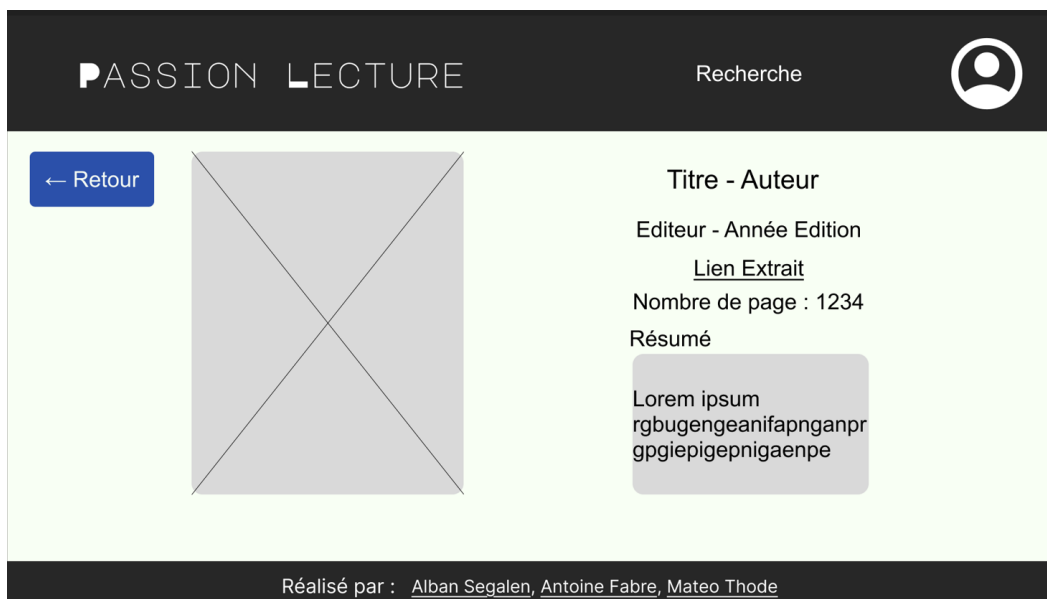 PASSION LECTURE
Recherche
← Retour
Titre - Auteur
Editeur - Année Edition
Lien Extrait
Nombre de page : 1234
Résumé
Lorem ipsum
rgbugengeanifapnganpr
gpgiepigepnigaenpe
Réalisé par : Alban Segalen, Antoine Fabre, Mateo Thode